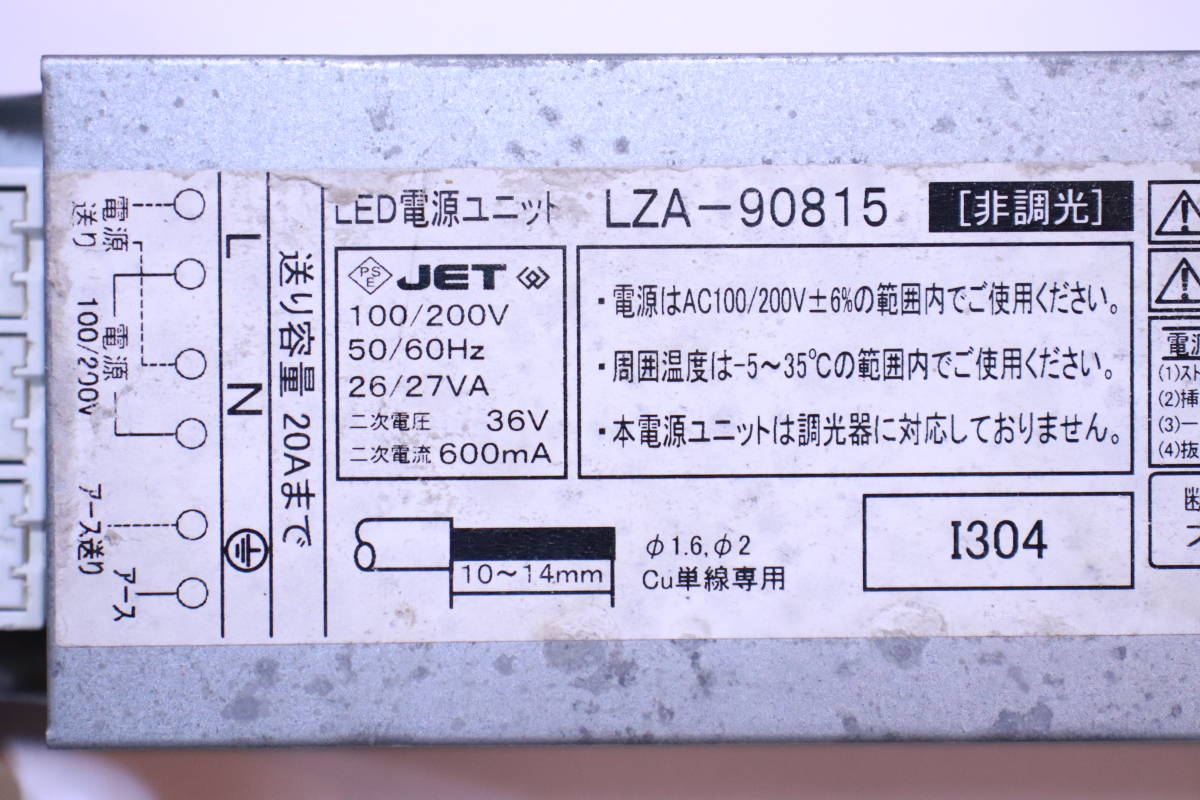 電源送り
電源
100/200V
アース送り
アース
L
N
送り容量 20Aまで
LED電源ユニット LZA-90815 [非調光]
PSE JET
100/200V
50/60Hz
26/27VA
二次電圧 36V
二次電流 600mA
・電源はAC100/200V±6%の範囲内でご使用ください。
・周囲温度は-5～35℃の範囲内でご使用ください。
・本電源ユニットは調光器に対応しておりません。
10～14mm
φ1.6,φ2
Cu単線専用
I304
電源
(1)スト
(2)挿
(3)一
(4)抜